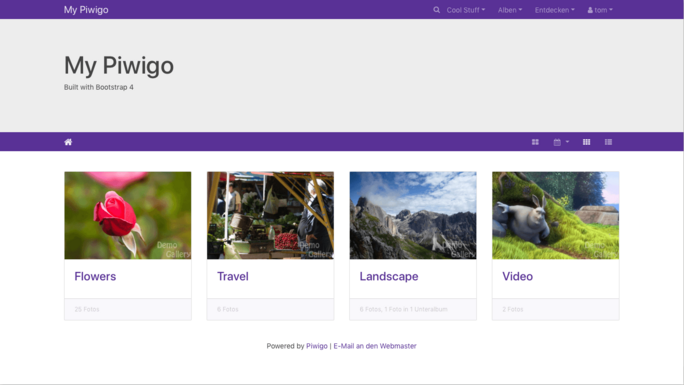 My Piwigo
Cool Stuff Alben Entdecken tom
My Piwigo
Built with Bootstrap 4
Demo Gallery
Demo Gallery
Demo Gallery
Demo Gallery
Flowers Travel Landscape Video
25 Fotos 6 Fotos 6 Fotos, 1 Foto in 1 Unteralbum 2 Fotos
Powered by Piwigo | E-Mail an den Webmaster